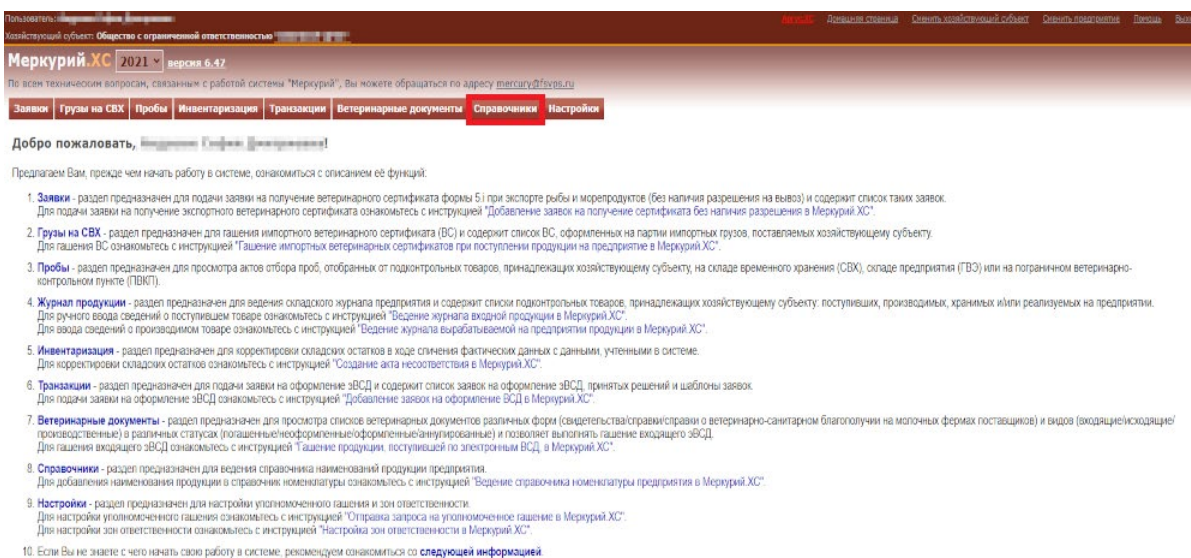 Пользователь:
Авгур.ХС Домашняя страница Сменить хозяйствующий субъект Сменить предприятие Помощь
Хозяйствующий субъект: Общество с ограниченной ответственностью
Меркурий.ХС 2021 версия 6.47
По всем техническим вопросам, связанным с работой системы "Меркурий", Вы можете обращаться по адресу mercury@fsvps.ru
Заявки Грузы на СВХ Пробы Инвентаризация Транзакции Ветеринарные документы Справочники Настройки
Добро пожаловать, !
Предлагаем Вам, прежде чем начать работу в системе, ознакомиться с описанием её функций:
1. Заявки - раздел предназначен для подачи заявки на получение ветеринарного сертификата формы 5.i при экспорте рыбы и морепродуктов (без наличия разрешения на вывоз) и содержит список таких заявок.
Для подачи заявки на получение экспортного ветеринарного сертификата ознакомьтесь с инструкцией "Добавление заявок на получение сертификата без наличия разрешения в Меркурий.ХС".
2. Грузы на СВХ - раздел предназначен для гашения импортного ветеринарного сертификата (ВС) и содержит список ВС, оформленных на партии импортных грузов, поставляемых хозяйствующему субъекту.
Для гашения ВС ознакомьтесь с инструкцией "Гашение импортных ветеринарных сертификатов при поступлении продукции на предприятие в Меркурий.ХС".
3. Пробы - раздел предназначен для просмотра актов отбора проб, отобранных от подконтрольных товаров, принадлежащих хозяйствующему субъекту, на складе временного хранения (СВХ), складе предприятия (ГВЭ) или на пограничном ветеринарно-
контрольном пункте (ПВКП).
4. Журнал продукции - раздел предназначен для ведения складского журнала предприятия и содержит списки подконтрольных товаров, принадлежащих хозяйствующему субъекту: поступивших, производимых, хранимых и/или реализуемых на предприятии.
Для ручного ввода сведений о поступившем товаре ознакомьтесь с инструкцией "Ведение журнала входной продукции в Меркурий.ХС".
Для ввода сведений о производимом товаре ознакомьтесь с инструкцией "Ведение журнала вырабатываемой на предприятии продукции в Меркурий.ХС".
5. Инвентаризация - раздел предназначен для корректировки складских остатков в ходе сличения фактических данных с данными, учтенными в системе.
Для корректировки складских остатков ознакомьтесь с инструкцией "Создание акта несоответствия в Меркурий.ХС".
6. Транзакции - раздел предназначен для подачи заявки на оформление эВСД и содержит список заявок на оформление эВСД, принятых решений и шаблоны заявок.
Для подачи заявки на оформление эВСД ознакомьтесь с инструкцией "Добавление заявок на оформление ВСД в Меркурий.ХС".
7. Ветеринарные документы - раздел предназначен для просмотра списков ветеринарных документов различных форм (свидетельства/справки/справки о ветеринарно-санитарном благополучии на молочных фермах поставщиков) и видов (входящие/исходящие/
производственные) в различных статусах (погашенные/неоформленные/оформленные/аннулированные) и позволяет выполнять гашение входящего эВСД.
Для гашения входящего эВСД ознакомьтесь с инструкцией "Гашение продукции, поступившей по электронным ВСД, в Меркурий.ХС".
8. Справочники - раздел предназначен для ведения справочника наименований продукции предприятия.
Для добавления наименования продукции в справочник номенклатуры ознакомьтесь с инструкцией "Ведение справочника номенклатуры предприятия в Меркурий.ХС".
9. Настройки - раздел предназначен для настройки уполномоченного гашения и зон ответственности.
Для настройки уполномоченного гашения ознакомьтесь с инструкцией "Отправка запроса на уполномоченное гашение в Меркурий.ХС".
Для настройки зон ответственности ознакомьтесь с инструкцией "Настройка зон ответственности в Меркурий.ХС".
10. Если Вы не знаете с чего начать свою работу в системе, рекомендуем ознакомиться со следующей информацией.